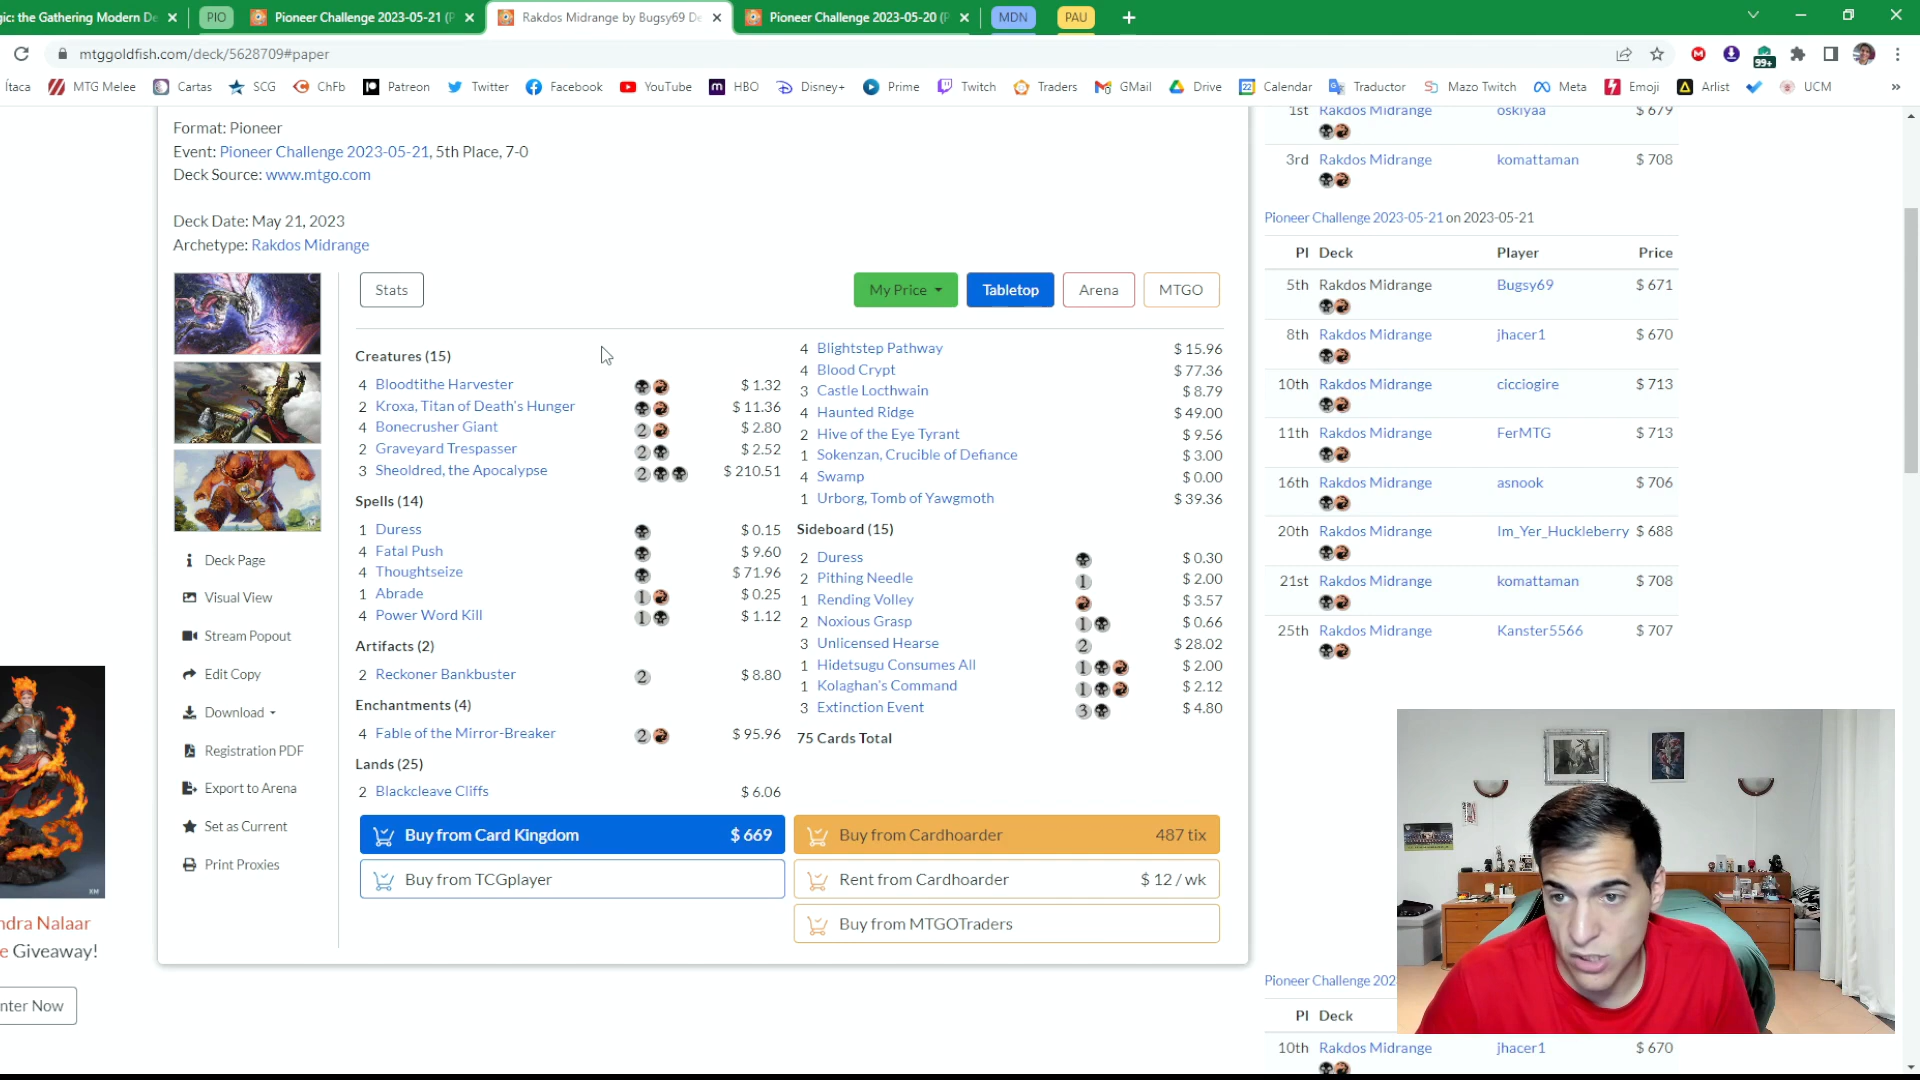 gic: the Gathering Modern De
PIO
Pioneer Challenge 2023-05-21 (P
Rakdos Midrange by Bugsy69 De
Pioneer Challenge 2023-05-20 (P
MDN
PAU
mtggoldfish.com/deck/5628709#paper
99+
Ítaca
MTG Melee
Cartas
SCG
ChFb
Patreon
Twitter
Facebook
YouTube
HBO
Disney+
Prime
Twitch
Traders
GMail
Drive
Calendar
Traductor
Mazo Twitch
Meta
Emoji
Arlist
UCM
Format: Pioneer
Event: Pioneer Challenge 2023-05-21, 5th Place, 7-0
Deck Source: www.mtgo.com
Deck Date: May 21, 2023
Archetype: Rakdos Midrange
Stats
My Price
Tabletop
Arena
MTGO
Creatures (15)
4 Bloodtithe Harvester $ 1.32
2 Kroxa, Titan of Death's Hunger $ 11.36
4 Bonecrusher Giant 2 $ 2.80
2 Graveyard Trespasser 2 $ 2.52
3 Sheoldred, the Apocalypse 2 $ 210.51
Spells (14)
1 Duress $ 0.15
4 Fatal Push $ 9.60
4 Thoughtseize $ 71.96
1 Abrade 1 $ 0.25
4 Power Word Kill 1 $ 1.12
Artifacts (2)
2 Reckoner Bankbuster 2 $ 8.80
Enchantments (4)
4 Fable of the Mirror-Breaker 2 $ 95.96
Lands (25)
2 Blackcleave Cliffs $ 6.06
4 Blightstep Pathway $ 15.96
4 Blood Crypt $ 77.36
3 Castle Locthwain $ 8.79
4 Haunted Ridge $ 49.00
2 Hive of the Eye Tyrant $ 9.56
1 Sokenzan, Crucible of Defiance $ 3.00
4 Swamp $ 0.00
1 Urborg, Tomb of Yawgmoth $ 39.36
Sideboard (15)
2 Duress $ 0.30
2 Pithing Needle 1 $ 2.00
1 Rending Volley $ 3.57
2 Noxious Grasp 1 $ 0.66
3 Unlicensed Hearse 2 $ 28.02
1 Hidetsugu Consumes All 1 $ 2.00
1 Kolaghan's Command 1 $ 2.12
3 Extinction Event 3 $ 4.80
75 Cards Total
Deck Page
Visual View
Stream Popout
Edit Copy
Download
Registration PDF
Export to Arena
Set as Current
Print Proxies
Buy from Card Kingdom $ 669
Buy from TCGplayer
Buy from Cardhoarder 487 tix
Rent from Cardhoarder $ 12 / wk
Buy from MTGOTraders
ndra Nalaar
e Giveaway!
nter Now
1st Rakdos Midrange oskiyaa $ 679
3rd Rakdos Midrange komattaman $ 708
Pioneer Challenge 2023-05-21 on 2023-05-21
Pl Deck Player Price
5th Rakdos Midrange Bugsy69 $ 671
8th Rakdos Midrange jhacer1 $ 670
10th Rakdos Midrange cicciogire $ 713
11th Rakdos Midrange FerMTG $ 713
16th Rakdos Midrange asnook $ 706
20th Rakdos Midrange Im_Yer_Huckleberry $ 688
21st Rakdos Midrange komattaman $ 708
25th Rakdos Midrange Kanster5566 $ 707
Pioneer Challenge 202
Pl Deck
10th Rakdos Midrange jhacer1 $ 670